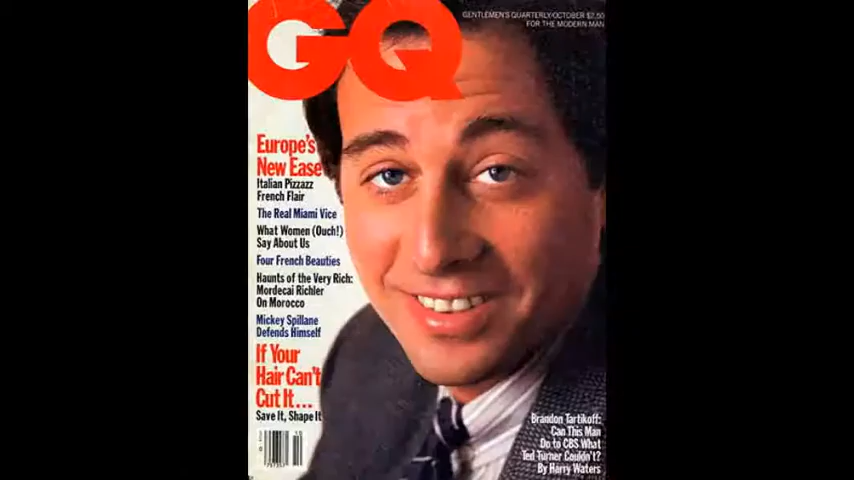 GQ
GENTLEMEN'S QUARTERLY/OCTOBER $2.50
FOR THE MODERN MAN
Europe's
New Ease
Italian Pizzazz
French Flair
The Real Miami Vice
What Women (Ouch!)
Say About Us
Four French Beauties
Haunts of the Very Rich:
Mordecai Richler
On Morocco
Mickey Spillane
Defends Himself
If Your
Hair Can't
Cut It...
Save It, Shape It
10
Brandon Tartikoff:
Can This Man
Do to CBS What
Ted Turner Couldn't?
By Harry Waters